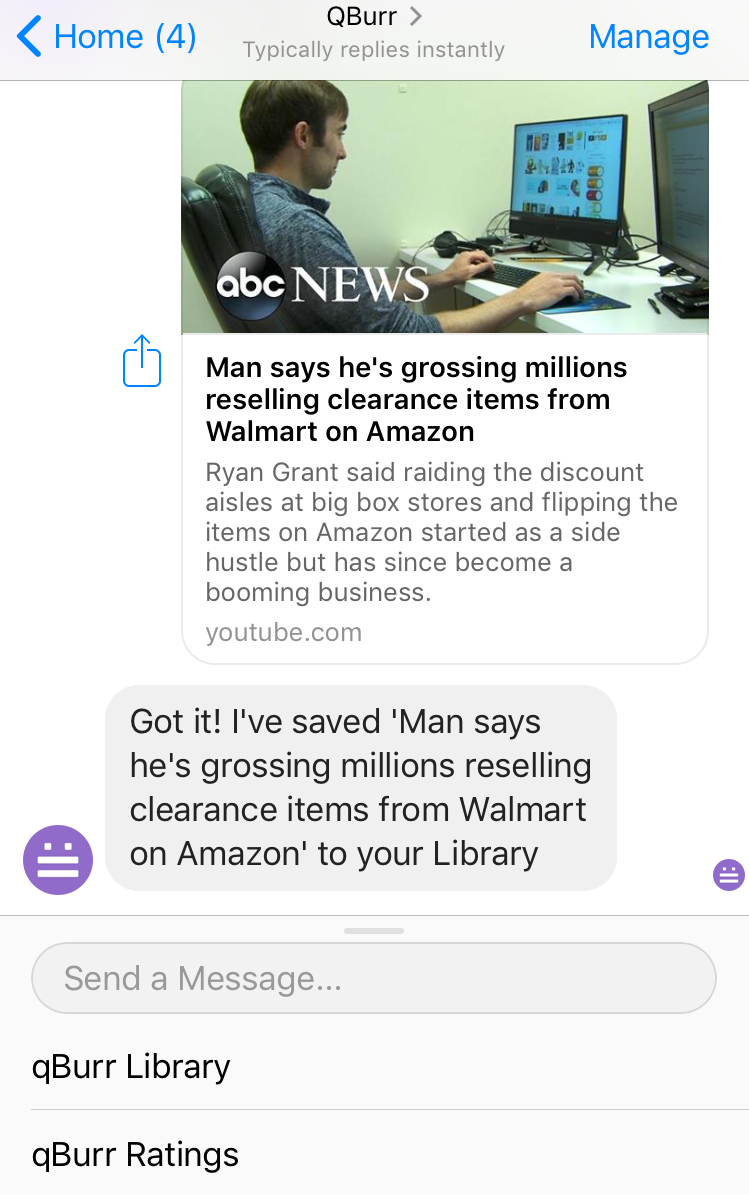 QBurr
Home (4)
Typically replies instantly
Manage
abc NEWS
Man says he's grossing millions
reselling clearance items from
Walmart on Amazon
Ryan Grant said raiding the discount
aisles at big box stores and flipping the
items on Amazon started as a side
hustle but has since become a
booming business.
youtube.com
Got it! I've saved 'Man says
he's grossing millions reselling
clearance items from Walmart
on Amazon' to your Library
Send a Message...
qBurr Library
qBurr Ratings